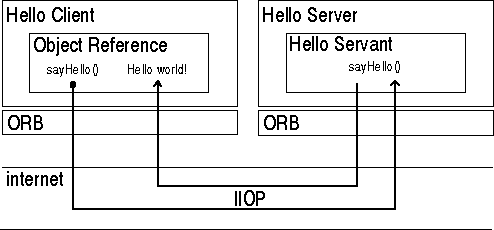 Hello Client
Object Reference
sayHello() Hello world!
ORB
Hello Server
Hello Servant
sayHello()
ORB
internet
IIOP